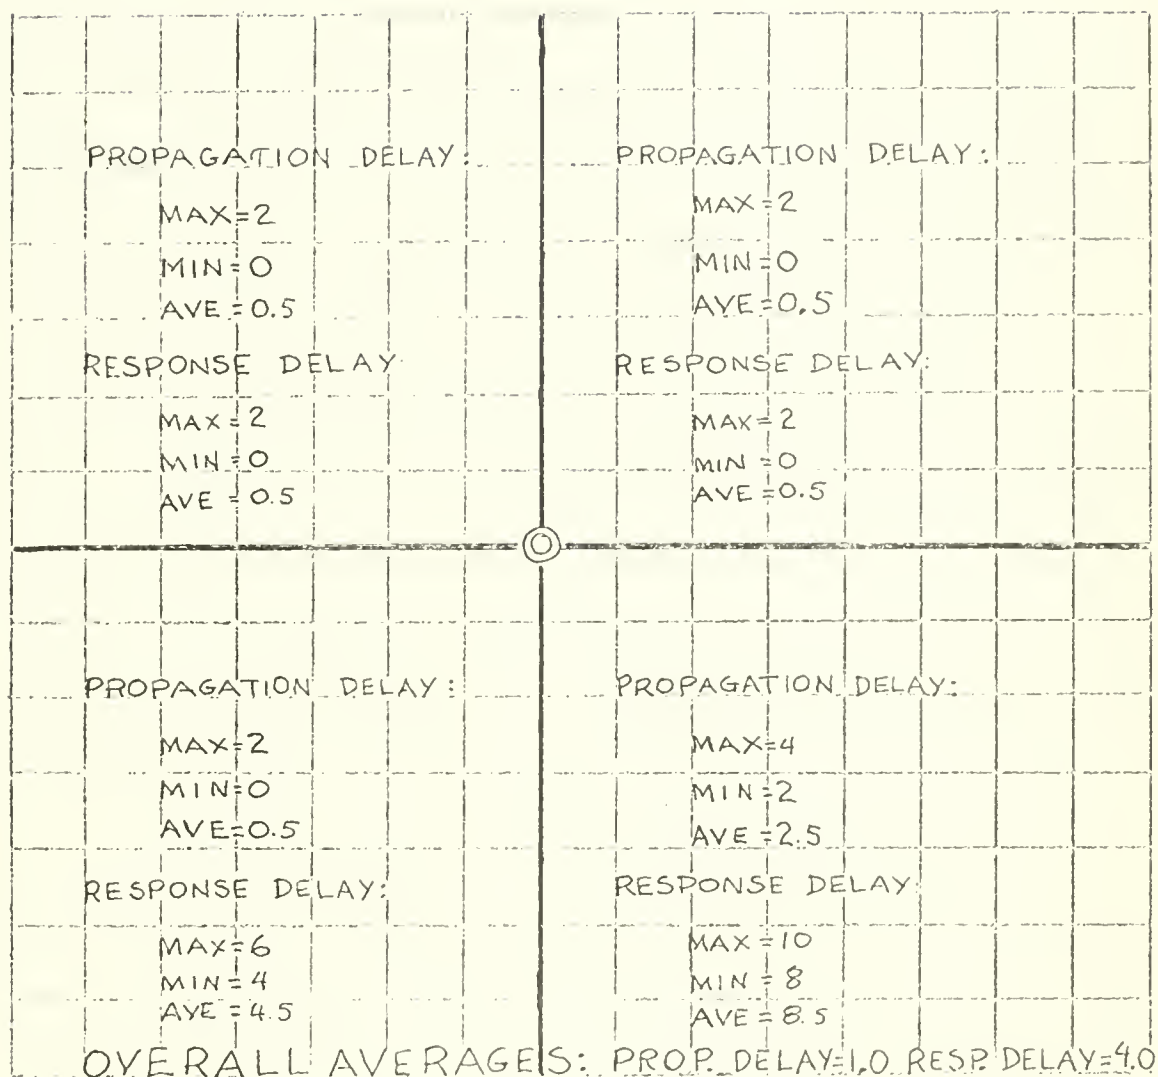 PROPAGATION DELAY:
MAX=2
MIN=0
AVE=0.5
RESPONSE DELAY
MAX=2
MIN=0
AVE=0.5
PROPAGATION DELAY:
MAX=2
MIN=0
AVE=0.5
RESPONSE DELAY:
MAX=2
MIN=0
AVE=0.5
PROPAGATION DELAY:
MAX=2
MIN=0
AVE=0.5
RESPONSE DELAY:
MAX=6
MIN=4
AVE=4.5
PROPAGATION DELAY:
MAX=4
MIN=2
AVE=2.5
RESPONSE DELAY:
MAX=10
MIN=8
AVE=8.5
OVERALL AVERAGES: PROP. DELAY=1.0 RESP. DELAY=4.0